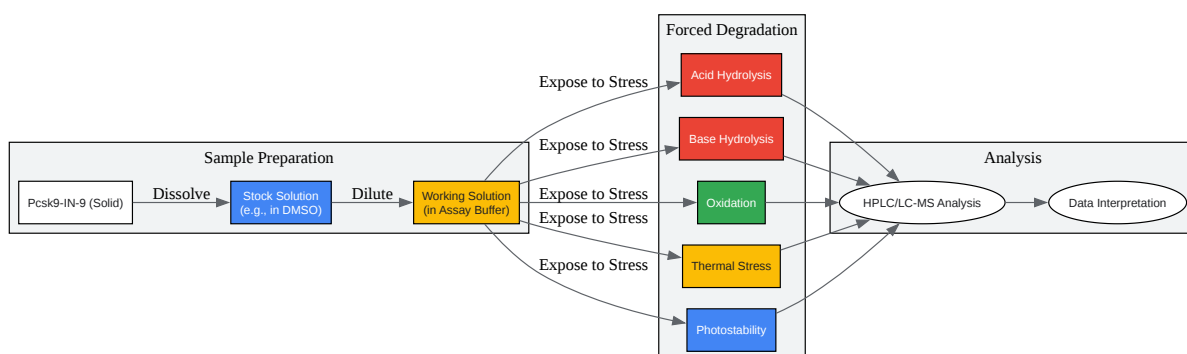 Forced Degradation
Acid Hydrolysis
Expose to Stress
Base Hydrolysis
Expose to Stress
Sample Preparation
Analysis
Pcsk9-IN-9 (Solid)
Dissolve
Stock Solution
(e.g., in DMSO)
Dilute
Working Solution
(in Assay Buffer)
Expose to Stress
Oxidation
HPLC/LC-MS Analysis
Data Interpretation
Expose to Stress
Thermal Stress
Expose to Stress
Photostability